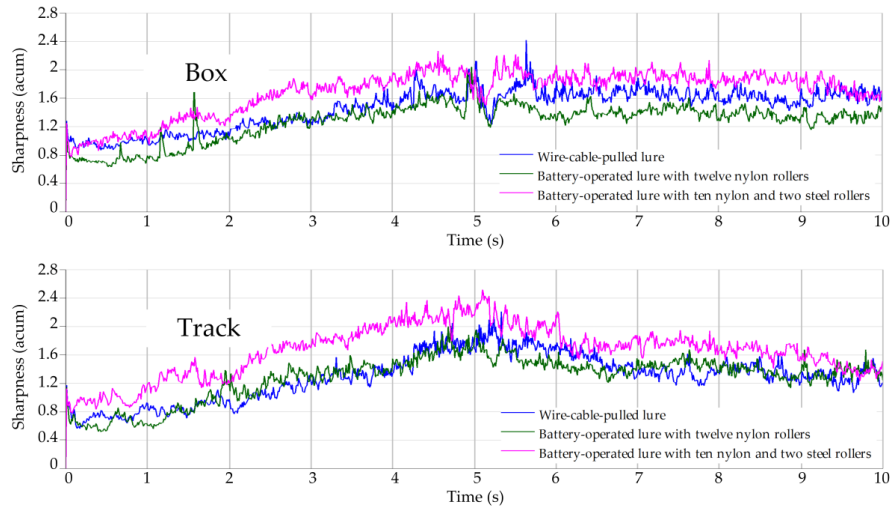 2.8
2.4
2
1.6
1.2
0.8
0.4
0
Sharpness (acum)
Box
Wire-cable-pulled lure
Battery-operated lure with twelve nylon rollers
Battery-operated lure with ten nylon and two steel rollers
0 1 2 3 4 5 6 7 8 9 10
Time (s)
2.8
2.4
2
1.6
1.2
0.8
0.4
0
Sharpness (acum)
Track
Wire-cable-pulled lure
Battery-operated lure with twelve nylon rollers
Battery-operated lure with ten nylon and two steel rollers
0 1 2 3 4 5 6 7 8 9 10
Time (s)